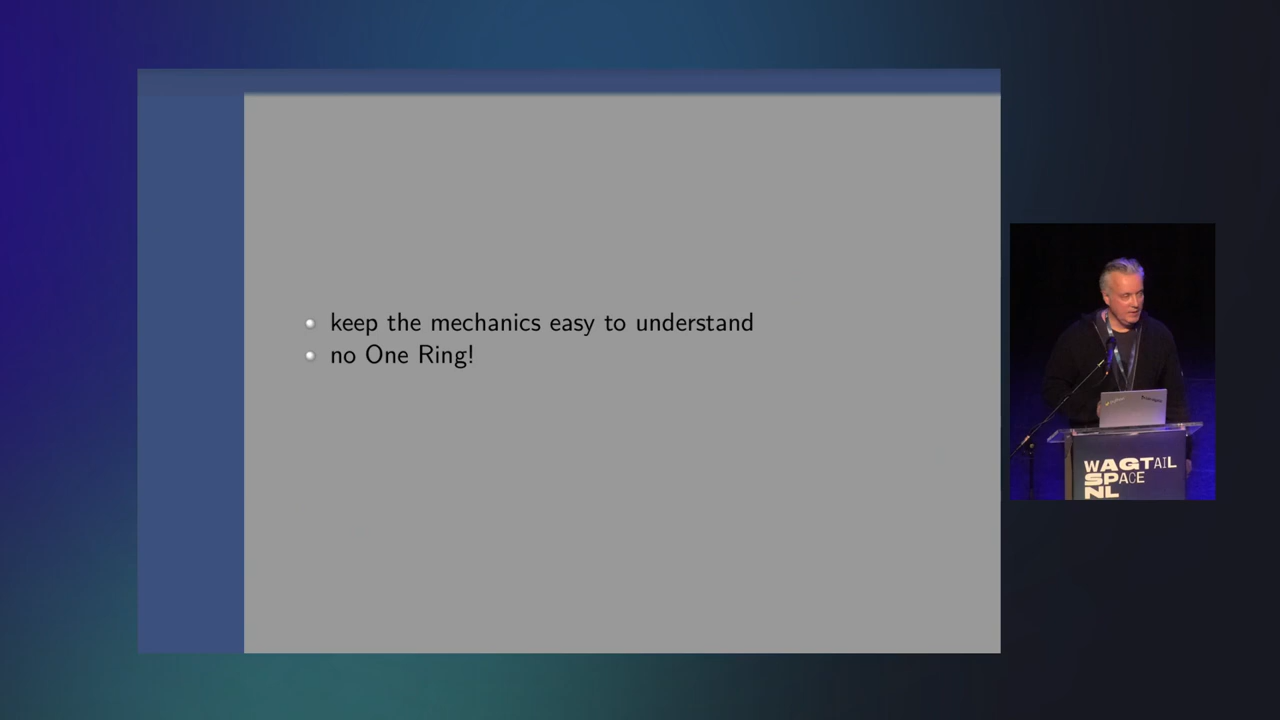 keep the mechanics easy to understand
no One Ring!
WAGTAIL
SPACE
NL